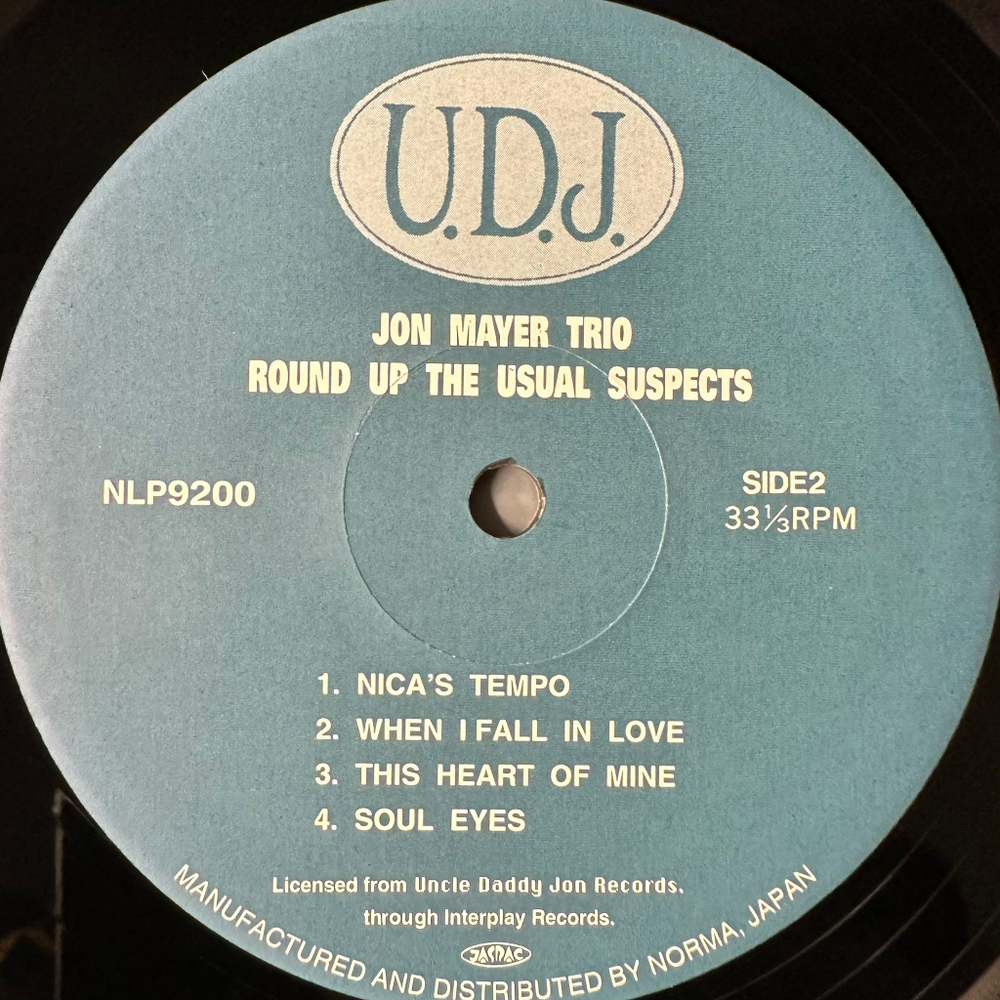 U.D.J.
JON MAYER TRIO
ROUND UP THE USUAL SUSPECTS
NLP9200
SIDE2
33⅓RPM
1. NICA'S TEMPO
2. WHEN I FALL IN LOVE
3. THIS HEART OF MINE
4. SOUL EYES
Licensed from Uncle Daddy Jon Records.
through Interplay Records.
JASRAC
MANUFACTURED AND DISTRIBUTED BY NORMA, JAPAN